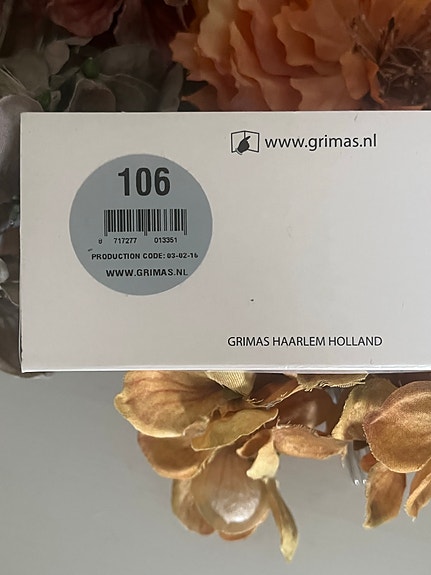 www.grimas.nl
106
8 717277 013351
PRODUCTION CODE: 03-02-16
WWW.GRIMAS.NL
GRIMAS HAARLEM HOLLAND